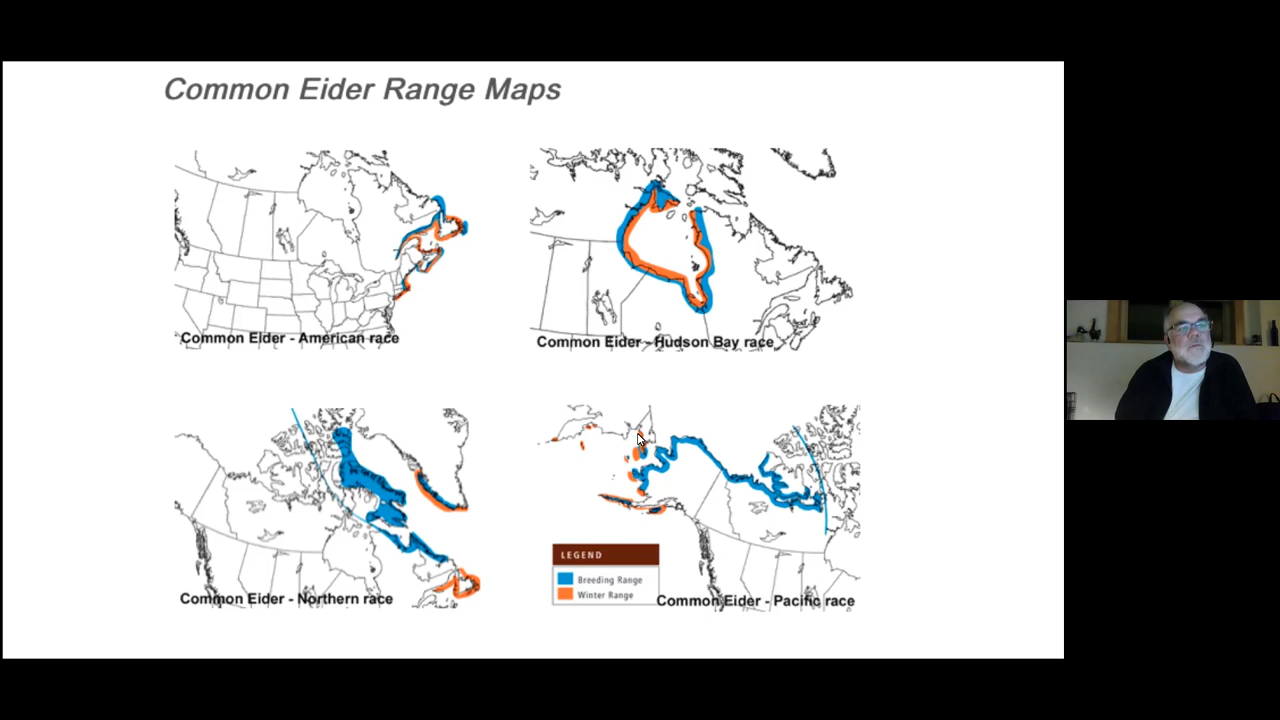 Common Eider Range Maps
Common Eider - American race
Common Eider - Hudson Bay race
Common Eider - Northern race
LEGEND
Breeding Range
Winter Range
Common Eider - Pacific race